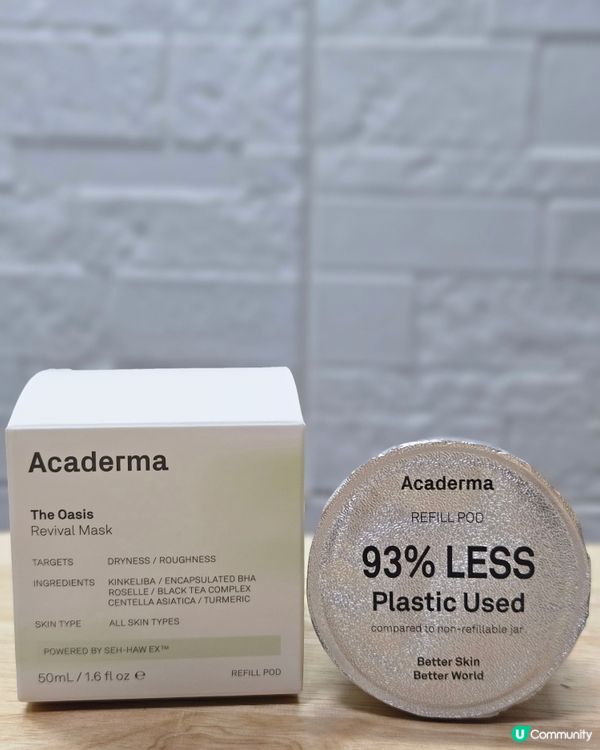 Acaderma
The Oasis
Revival Mask
TARGETS DRYNESS / ROUGHNESS
INGREDIENTS KINKELIBA / ENCAPSULATED BHA
ROSELLE / BLACK TEA COMPLEX
CENTELLA ASIATICA / TURMERIC
SKIN TYPE ALL SKIN TYPES
POWERED BY SEH-HAW EX™
50mL / 1.6 fl oz ℮
REFILL POD
Acaderma
REFILL POD
93% LESS
Plastic Used
compared to non-refillable jar
Better Skin
Better World
U Community